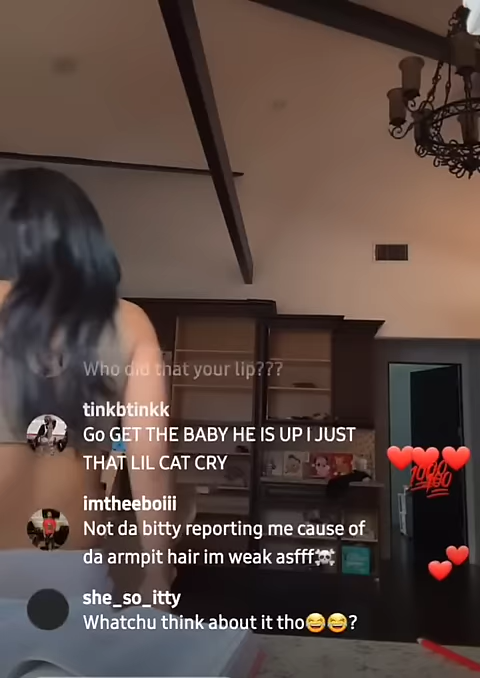 Who did that your lip???
tinkbtinkk
Go GET THE BABY HE IS UP I JUST
THAT LIL CAT CRY
imtheeboiii
Not da bitty reporting me cause of
da armpit hair im weak asfff☠️
she_so_itty
Whatchu think about it tho😂😂?